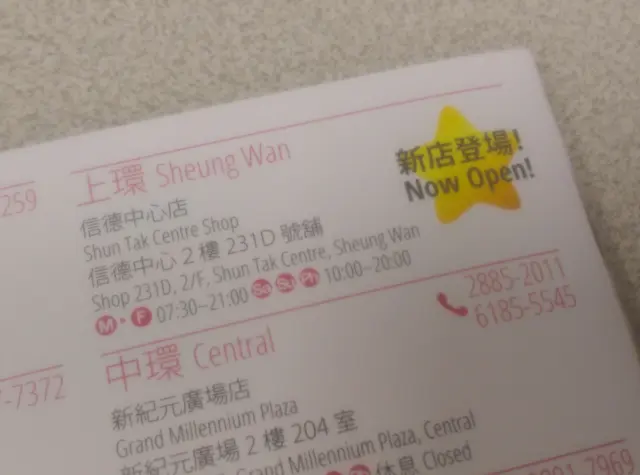 259
上環 Sheung Wan
新店登場!
Now Open!
信德中心店
Shun Tak Centre Shop
信德中心 2 樓 231D 號舖
Shop 231D, 2/F, Shun Tak Centre, Sheung Wan
M - F 07:30–21:00 Sa Su Ph 10:00–20:00
-7372
中環 Central
2885-2011
6185-5545
新紀元廣場店
Grand Millennium Plaza
新紀元廣場 2 樓 204 室
Grand Millennium Plaza, Central
休息 Closed
7969